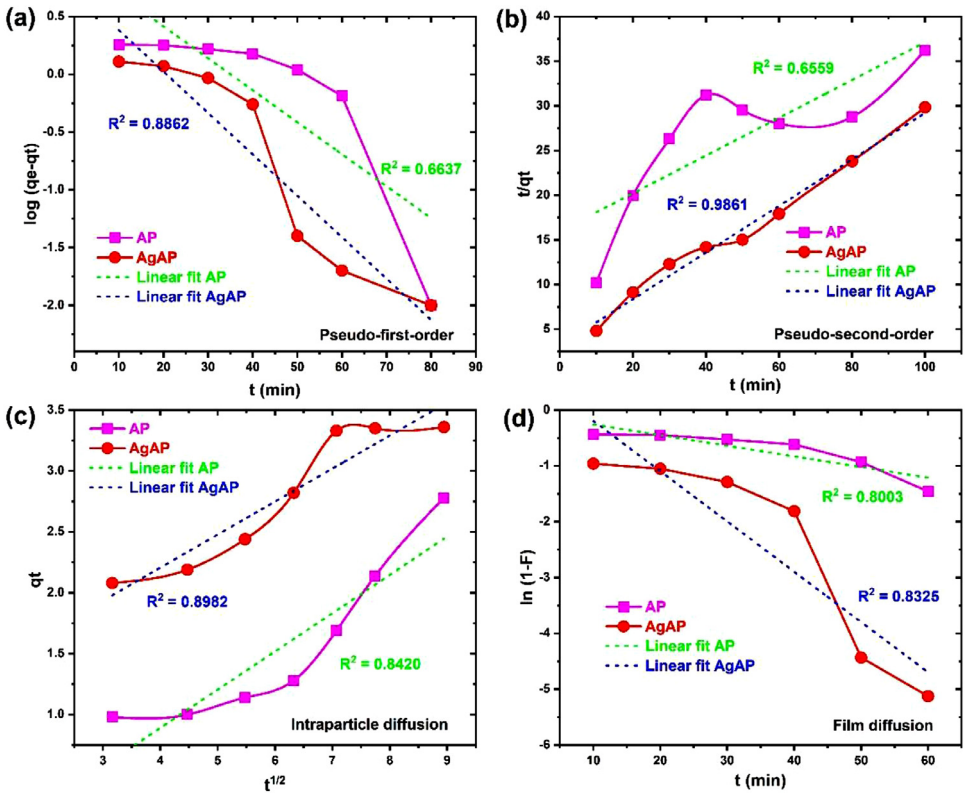 (a)
log (qe-qt)
0.5
0.0
-0.5
-1.0
-1.5
-2.0
R² = 0.8862
R² = 0.6637
AP
AgAP
Linear fit AP
Linear fit AgAP
Pseudo-first-order
0 10 20 30 40 50 60 70 80 90
t (min)
(b)
t/qt
40
35
30
25
20
15
10
5
R² = 0.6559
R² = 0.9861
AP
AgAP
Linear fit AP
Linear fit AgAP
Pseudo-second-order
0 20 40 60 80 100
t (min)
(c)
qt
3.5
3.0
2.5
2.0
1.5
1.0
AP
AgAP
Linear fit AP
Linear fit AgAP
R² = 0.8982
R² = 0.8420
Intraparticle diffusion
3 4 5 6 7 8 9
t^1/2
(d)
ln (1-F)
-0
-1
-2
-3
-4
-5
-6
R² = 0.8003
R² = 0.8325
AP
AgAP
Linear fit AP
Linear fit AgAP
Film diffusion
10 20 30 40 50 60
t (min)